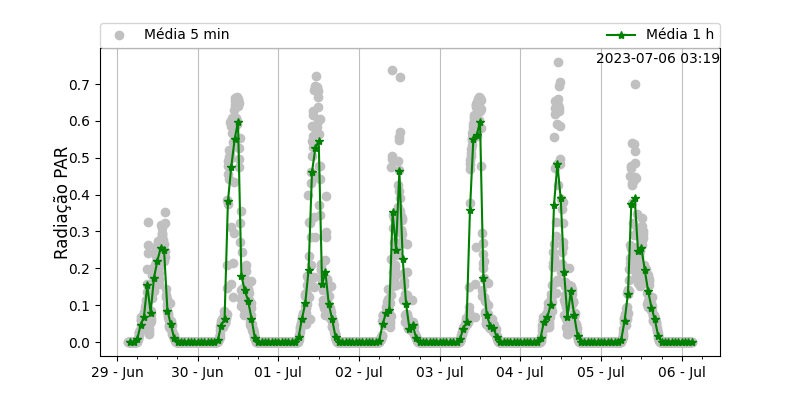 Média 5 min
Média 1 h
2023-07-06 03:19
Radiação PAR
0.7
0.6
0.5
0.4
0.3
0.2
0.1
0.0
29 - Jun
30 - Jun
01 - Jul
02 - Jul
03 - Jul
04 - Jul
05 - Jul
06 - Jul